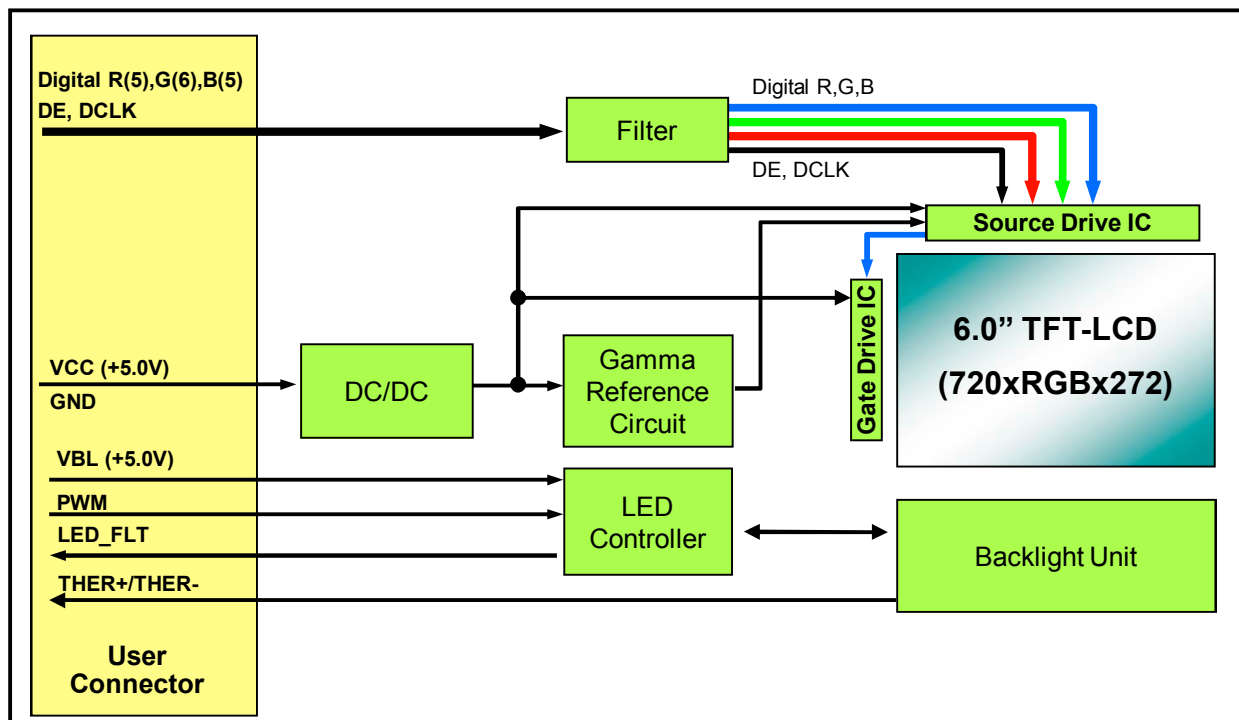 Digital R(5),G(6),B(5)
DE, DCLK
Filter
Digital R,G,B
DE, DCLK
Source Drive IC
Gate Drive IC
6.0” TFT-LCD
(720xRGBx272)
VCC (+5.0V)
GND
DC/DC
Gamma
Reference
Circuit
VBL (+5.0V)
PWM
LED_FLT
THER+/THER-
LED
Controller
Backlight Unit
User
Connector